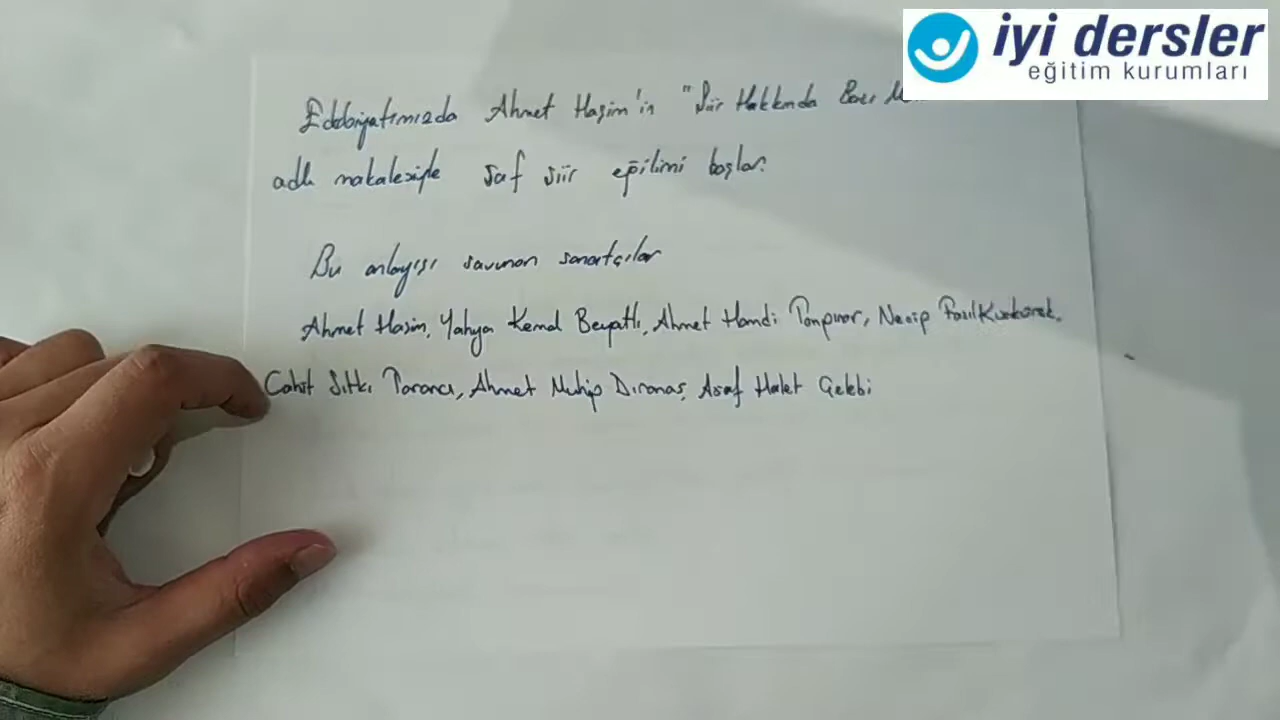 iyi dersler
eğitim kurumları
Edebiyatımızda Ahmet Haşim'in "Şiir Hakkında Bazı
adlı makalesiyle saf şiir eğilimi başlar.
Bu anlayışı savunan sanatçılar
Ahmet Haşim, Yahya Kemal Beyatlı, Ahmet Hamdi Tanpınar, Necip Fazıl Kısakürek,
Cahit Sıtkı Tarancı, Ahmet Muhip Dıranas, Asaf Halet Çelebi